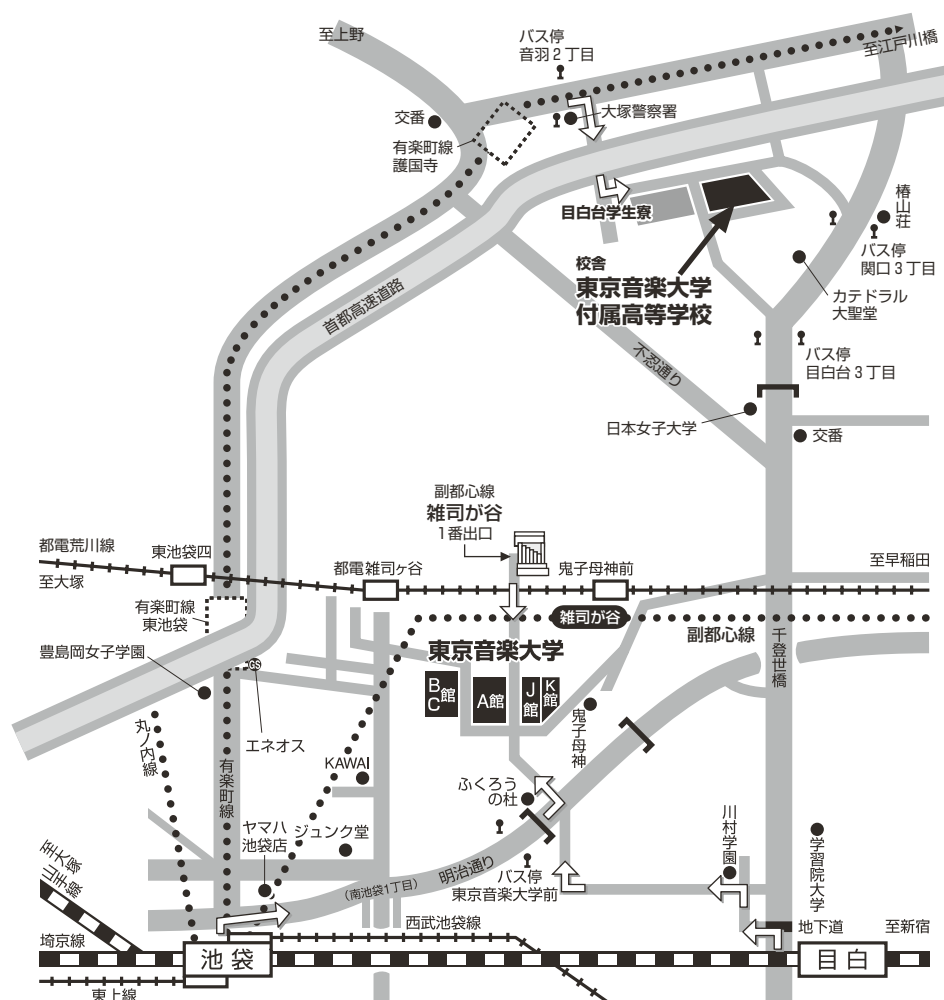 至上野
バス停
音羽2丁目
至江戸川橋
交番
大塚警察署
有楽町線
護国寺
目白台学生寮
椿山荘
バス停
関口3丁目
校舎
東京音楽大学
付属高等学校
カテドラル
大聖堂
首都高速道路
不忍通り
バス停
目白台3丁目
日本女子大学
交番
副都心線
雑司が谷
1番出口
都電荒川線
至大塚
東池袋四
都電雑司ヶ谷
鬼子母神前
至早稲田
有楽町線
東池袋
雑司が谷
副都心線
豊島岡女子学園
東京音楽大学
千登世橋
GS
BC館
A館
J館
K館
鬼子母神
エネオス
丸ノ内線
有楽町線
KAWAI
ふくろう
の杜
ヤマハ
池袋店
ジュンク堂
川村学園
学習院大学
至大塚
山手線
明治通り
(南池袋1丁目)
バス停
東京音楽大学前
西武池袋線
地下道
至新宿
埼京線
池袋
目白
東上線